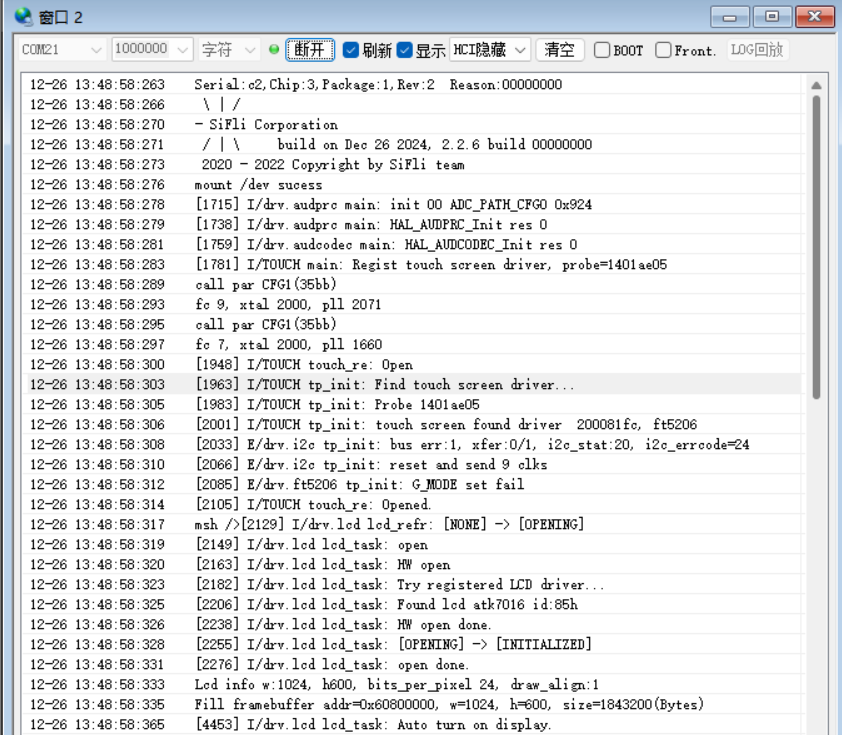 窗口 2
COM21 1000000 字符 断开 刷新 显示 HCI隐藏 清空 BOOT Front. LOG回放
12-26 13:48:58:263 Serial:c2,Chip:3,Package:1,Rev:2 Reason:00000000
12-26 13:48:58:266 \ | /
12-26 13:48:58:270 - SiFli Corporation
12-26 13:48:58:271 / | \ build on Dec 26 2024, 2.2.6 build 00000000
12-26 13:48:58:273 2020 - 2022 Copyright by SiFli team
12-26 13:48:58:276 mount /dev sucess
12-26 13:48:58:278 [1715] I/drv.audprc main: init 00 ADC_PATH_CFG0 0x924
12-26 13:48:58:279 [1738] I/drv.audprc main: HAL_AUDPRC_Init res 0
12-26 13:48:58:281 [1759] I/drv.audcodec main: HAL_AUDCODEC_Init res 0
12-26 13:48:58:283 [1781] I/TOUCH main: Regist touch screen driver, probe=1401ae05
12-26 13:48:58:289 call par CFG1(35bb)
12-26 13:48:58:293 fc 9, xtal 2000, pll 2071
12-26 13:48:58:295 call par CFG1(35bb)
12-26 13:48:58:297 fc 7, xtal 2000, pll 1660
12-26 13:48:58:300 [1948] I/TOUCH touch_re: Open
12-26 13:48:58:303 [1963] I/TOUCH tp_init: Find touch screen driver...
12-26 13:48:58:305 [1983] I/TOUCH tp_init: Probe 1401ae05
12-26 13:48:58:306 [2001] I/TOUCH tp_init: touch screen found driver 200081fc, ft5206
12-26 13:48:58:308 [2033] E/drv.i2c tp_init: bus err:1, xfer:0/1, i2c_stat:20, i2c_errcode=24
12-26 13:48:58:310 [2066] E/drv.i2c tp_init: reset and send 9 clks
12-26 13:48:58:312 [2085] E/drv.ft5206 tp_init: G_MODE set fail
12-26 13:48:58:314 [2105] I/TOUCH touch_re: Opened.
12-26 13:48:58:317 msh />[2129] I/drv.lcd lcd_refr: [NONE] -> [OPENING]
12-26 13:48:58:319 [2149] I/drv.lcd lcd_task: open
12-26 13:48:58:320 [2163] I/drv.lcd lcd_task: HW open
12-26 13:48:58:323 [2182] I/drv.lcd lcd_task: Try registered LCD driver...
12-26 13:48:58:325 [2206] I/drv.lcd lcd_task: Found lcd atk7016 id:85h
12-26 13:48:58:326 [2238] I/drv.lcd lcd_task: HW open done.
12-26 13:48:58:328 [2255] I/drv.lcd lcd_task: [OPENING] -> [INITIALIZED]
12-26 13:48:58:331 [2276] I/drv.lcd lcd_task: open done.
12-26 13:48:58:333 Lcd info w:1024, h600, bits_per_pixel 24, draw_align:1
12-26 13:48:58:335 Fill framebuffer addr=0x60800000, w=1024, h=600, size=1843200(Bytes)
12-26 13:48:58:365 [4453] I/drv.lcd lcd_task: Auto turn on display.